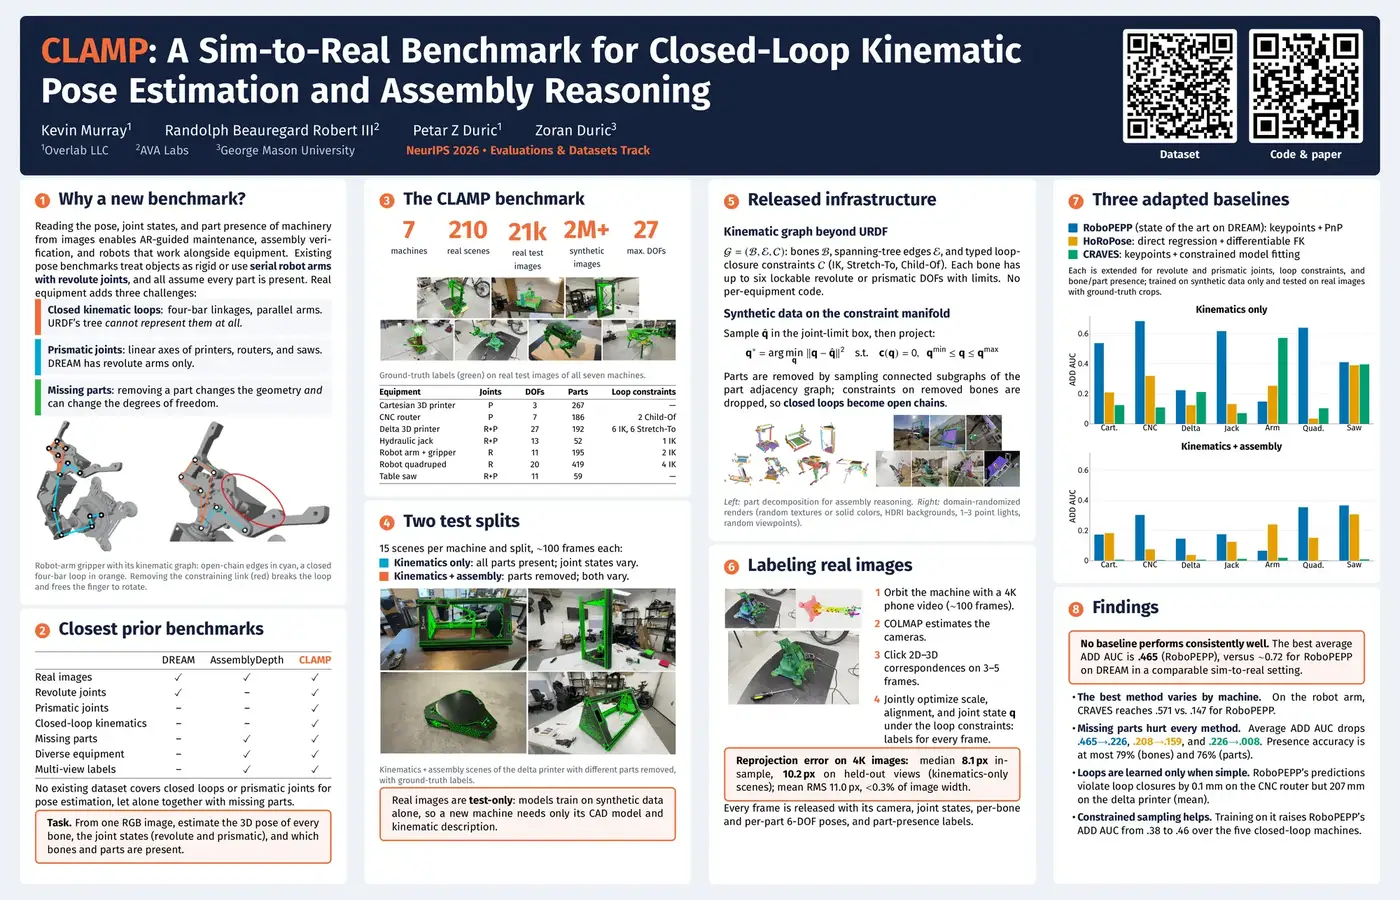 CLAMP: A Sim-to-Real Benchmark for Closed-Loop Kinematic
Pose Estimation and Assembly Reasoning
Kevin Murray1 Randolph Beauregard Robert III2 Petar Z Duric1 Zoran Duric3
1Overlab LLC 2AVA Labs 3George Mason University NeurIPS 2026 • Evaluations & Datasets Track
Dataset Code & paper
1 Why a new benchmark?
Reading the pose, joint states, and part presence of machinery
from images enables AR-guided maintenance, assembly veri-
fication, and robots that work alongside equipment. Existing
pose benchmarks treat objects as rigid or use serial robot arms
with revolute joints, and all assume every part is present. Real
equipment adds three challenges:
Closed kinematic loops: four-bar linkages, parallel arms.
URDF's tree cannot represent them at all.
Prismatic joints: linear axes of printers, routers, and saws.
DREAM has revolute arms only.
Missing parts: removing a part changes the geometry and
can change the degrees of freedom.
Robot-arm gripper with its kinematic graph: open-chain edges in cyan, a closed
four-bar loop in orange. Removing the constraining link (red) breaks the loop
and frees the finger to rotate.
2 Closest prior benchmarks
DREAM AssemblyDepth CLAMP
Real images ✓ ✓ ✓
Revolute joints ✓ – ✓
Prismatic joints – – ✓
Closed-loop kinematics – – ✓
Missing parts – ✓ ✓
Diverse equipment – ✓ ✓
Multi-view labels – ✓ ✓
No existing dataset covers closed loops or prismatic joints for
pose estimation, let alone together with missing parts.
Task. From one RGB image, estimate the 3D pose of every
bone, the joint states (revolute and prismatic), and which
bones and parts are present.
3 The CLAMP benchmark
7 210 21k 2M+ 27
machines real scenes real test images synthetic images max. DOFs
Ground-truth labels (green) on real test images of all seven machines.
Equipment Joints DOFs Parts Loop constraints
Cartesian 3D printer P 3 267 —
CNC router P 7 186 2 Child-Of
Delta 3D printer R+P 27 192 6 IK, 6 Stretch-To
Hydraulic jack R+P 13 52 1 IK
Robot arm + gripper R 11 195 2 IK
Robot quadruped R 20 419 4 IK
Table saw R+P 11 59 —
4 Two test splits
15 scenes per machine and split, ~100 frames each:
Kinematics only: all parts present; joint states vary.
Kinematics + assembly: parts removed; both vary.
Kinematics + assembly scenes of the delta printer with different parts removed,
with ground-truth labels.
Real images are test-only: models train on synthetic data
alone, so a new machine needs only its CAD model and
kinematic description.
5 Released infrastructure
Kinematic graph beyond URDF
𝒢 = (ℬ, ℰ, 𝒞): bones ℬ, spanning-tree edges ℰ, and typed loop-
closure constraints 𝒞 (IK, Stretch-To, Child-Of). Each bone has
up to six lockable revolute or prismatic DOFs with limits. No
per-equipment code.
Synthetic data on the constraint manifold
Sample q̂ in the joint-limit box, then project:
q* = arg min q ‖q − q̂‖² s.t. c(q) = 0, qmin ≤ q ≤ qmax
Parts are removed by sampling connected subgraphs of the
part adjacency graph; constraints on removed bones are
dropped, so closed loops become open chains.
Left: part decomposition for assembly reasoning. Right: domain-randomized
renders (random textures or solid colors, HDRI backgrounds, 1–3 point lights,
random viewpoints).
6 Labeling real images
1 Orbit the machine with a 4K
phone video (~100 frames).
2 COLMAP estimates the
cameras.
3 Click 2D–3D
correspondences on 3–5
frames.
4 Jointly optimize scale,
alignment, and joint state q
under the loop constraints:
labels for every frame.
Reprojection error on 4K images: median 8.1 px in-
sample, 10.2 px on held-out views (kinematics-only
scenes); mean RMS 11.0 px, <0.3% of image width.
Every frame is released with its camera, joint states, per-bone
and per-part 6-DOF poses, and part-presence labels.
7 Three adapted baselines
RoboPEPP (state of the art on DREAM): keypoints + PnP
HoRoPose: direct regression + differentiable FK
CRAVES: keypoints + constrained model fitting
Each is extended for revolute and prismatic joints, loop constraints, and
bone/part presence; trained on synthetic data only and tested on real images
with ground-truth crops.
Kinematics only
ADD AUC
0.6
0.4
0.2
0
Cart. CNC Delta Jack Arm Quad. Saw
Kinematics + assembly
ADD AUC
0.6
0.4
0.2
0
Cart. CNC Delta Jack Arm Quad. Saw
8 Findings
No baseline performs consistently well. The best average
ADD AUC is .465 (RoboPEPP), versus ~0.72 for RoboPEPP
on DREAM in a comparable sim-to-real setting.
• The best method varies by machine. On the robot arm,
CRAVES reaches .571 vs. .147 for RoboPEPP.
• Missing parts hurt every method. Average ADD AUC drops
.465→.226, .208→.159, and .226→.008. Presence accuracy is
at most 79% (bones) and 76% (parts).
• Loops are learned only when simple. RoboPEPP's predictions
violate loop closures by 0.1 mm on the CNC router but 207 mm
on the delta printer (mean).
• Constrained sampling helps. Training on it raises RoboPEPP's
ADD AUC from .38 to .46 over the five closed-loop machines.